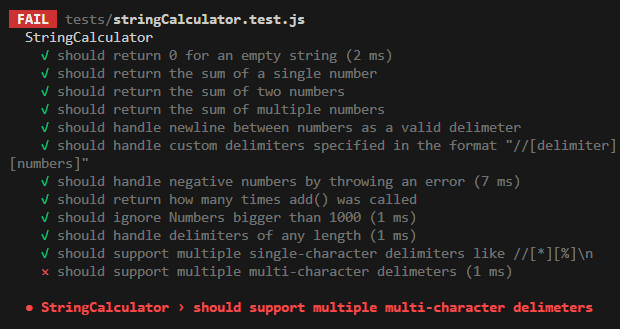 FAIL tests/stringCalculator.test.js
StringCalculator
√ should return 0 for an empty string (2 ms)
√ should return the sum of a single number
√ should return the sum of two numbers
√ should return the sum of multiple numbers
√ should handle newline between numbers as a valid delimeter
√ should handle custom delimiters specified in the format "//[delimiter]
[numbers]"
√ should handle negative numbers by throwing an error (7 ms)
√ should return how many times add() was called
√ should ignore Numbers bigger than 1000 (1 ms)
√ should handle delimiters of any length (1 ms)
√ should support multiple single-character delimiters like //[*][%]\n
× should support multiple multi-character delimeters (1 ms)
● StringCalculator › should support multiple multi-character delimeters